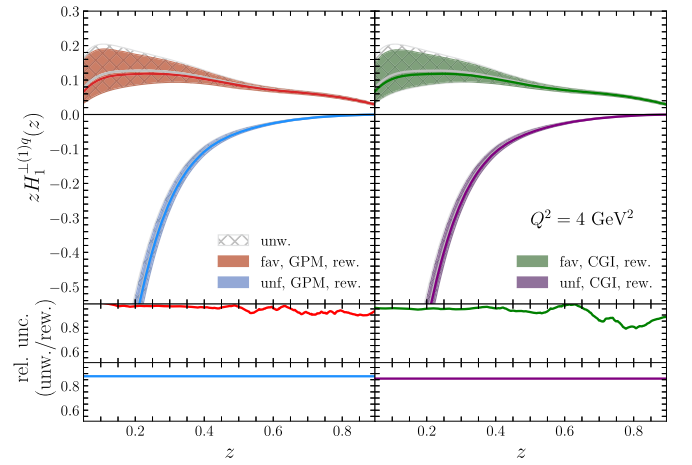 0.3
0.2
0.1
0.0
−0.1
−0.2
−0.3
−0.4
−0.5
zH₁^{⊥(1)q}(z)
unw.
fav, GPM, rew.
unf, GPM, rew.
Q² = 4 GeV²
fav, CGI, rew.
unf, CGI, rew.
rel. unc.
(unw./rew.)
0.8
0.6
0.8
0.6
0.2 0.4 0.6 0.8
0.2 0.4 0.6 0.8
z
z